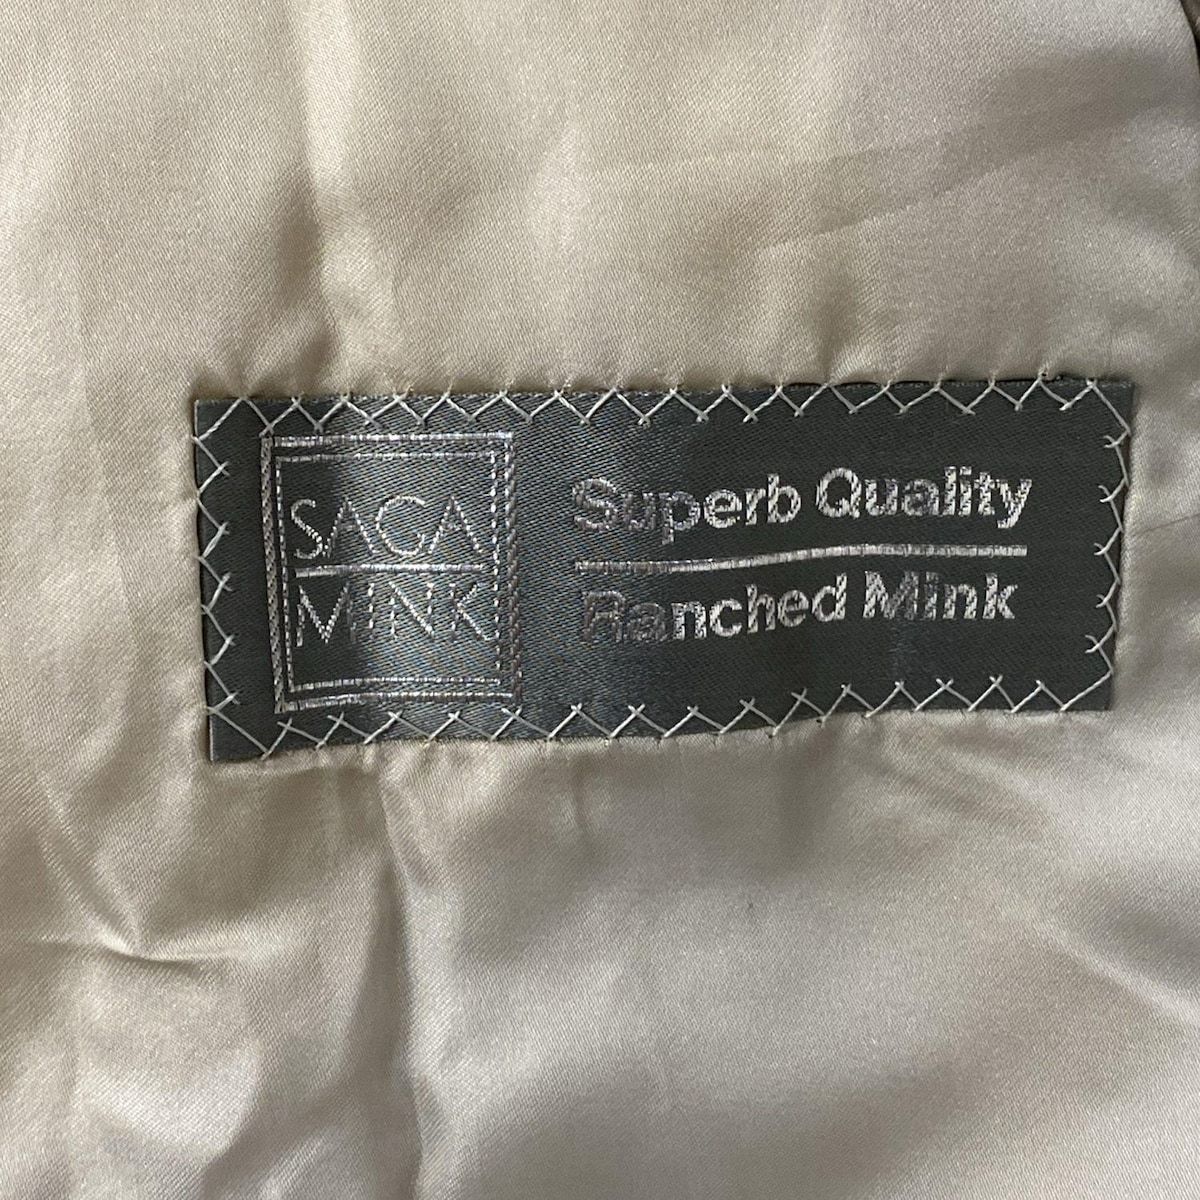 SAGA
MINK
Superb Quality
Ranched Mink